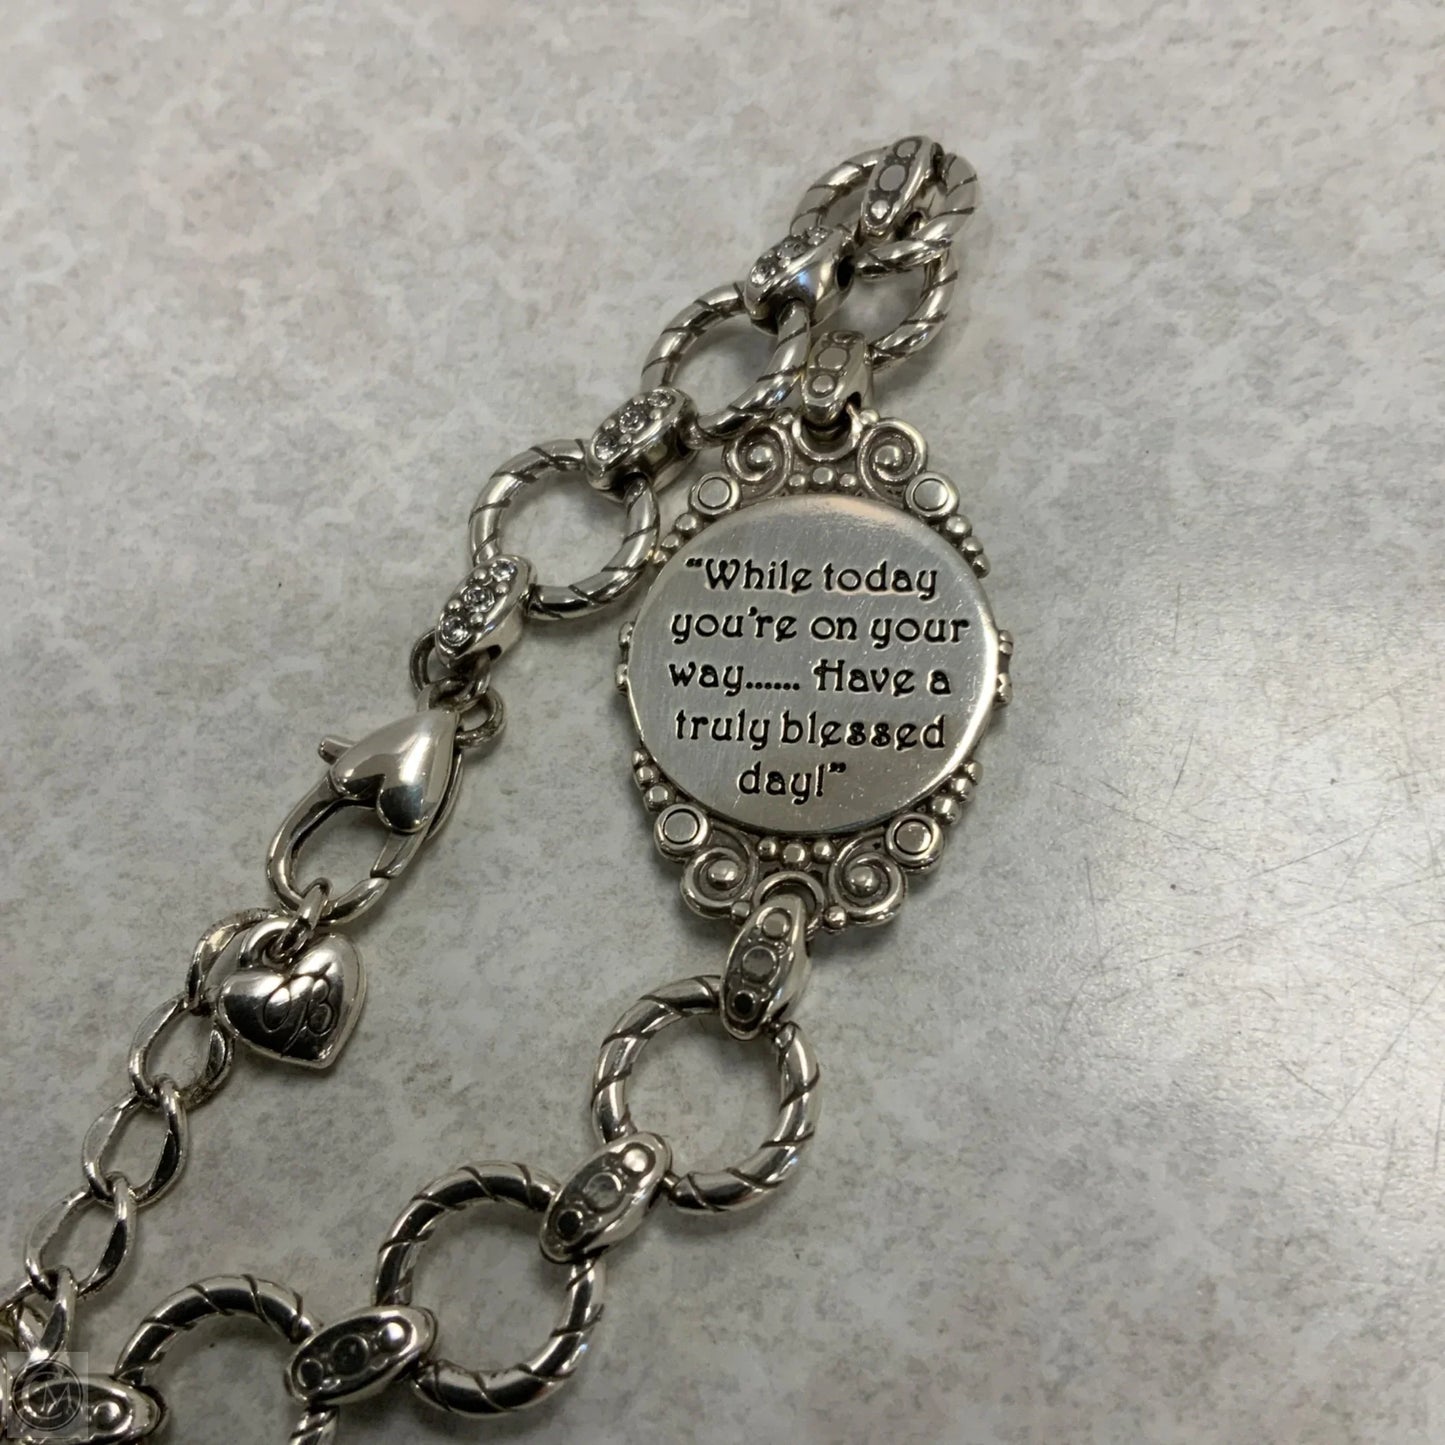 “While today
you're on your
way...... Have a
truly blessed
day!”
B
M